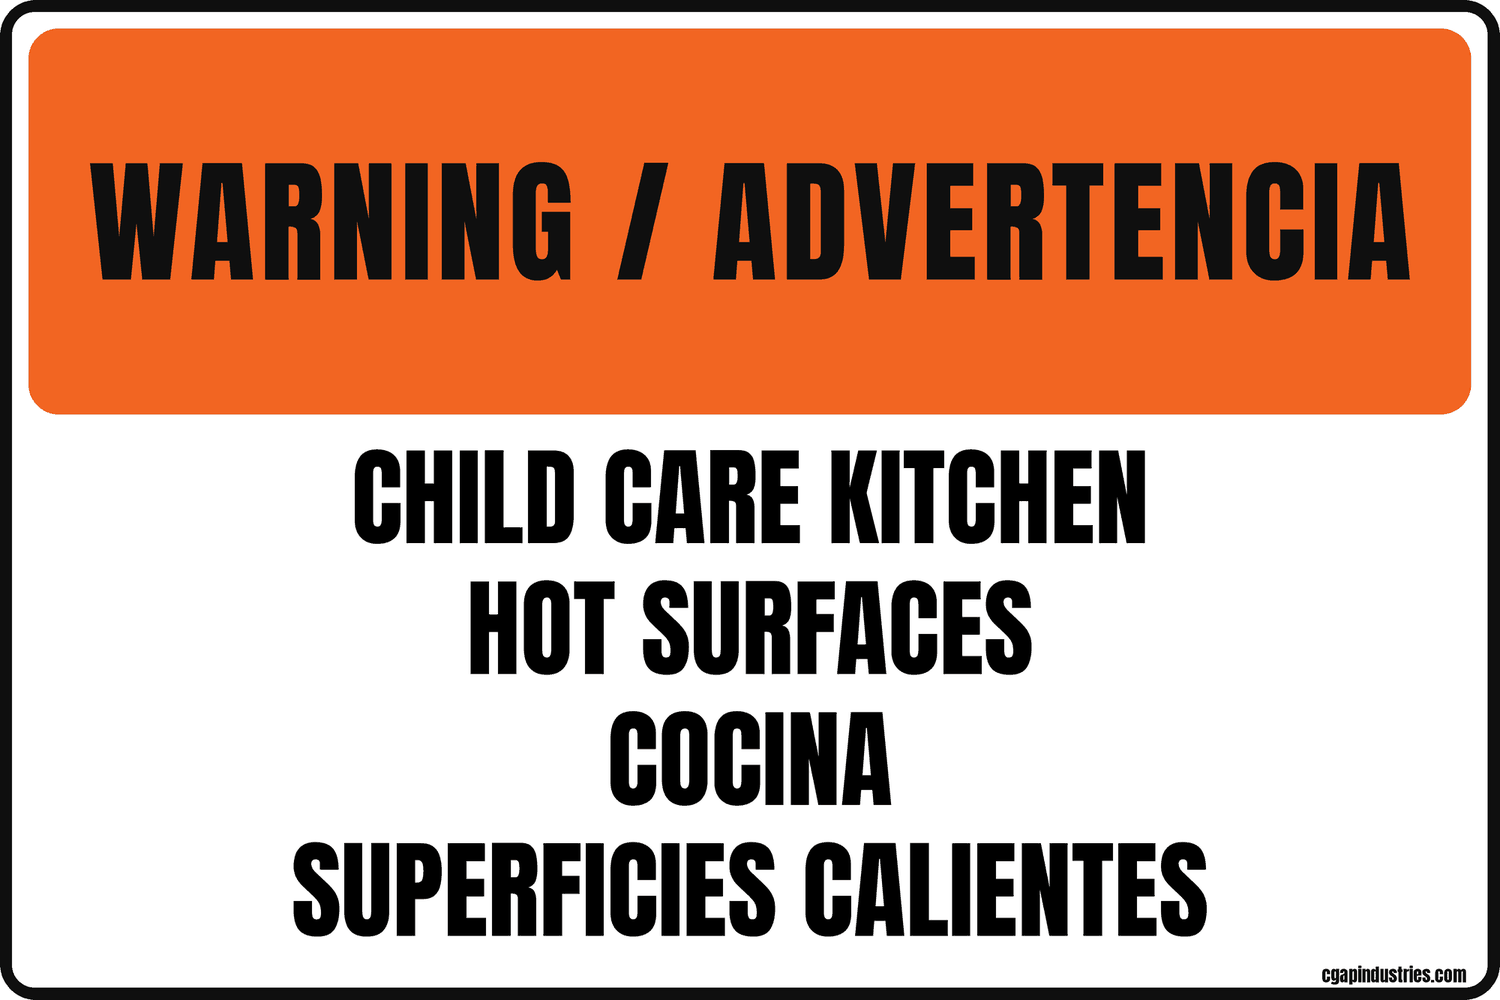 WARNING / ADVERTENCIA
CHILD CARE KITCHEN
HOT SURFACES
COCINA
SUPERFICIES CALIENTES
cgapindustries.com